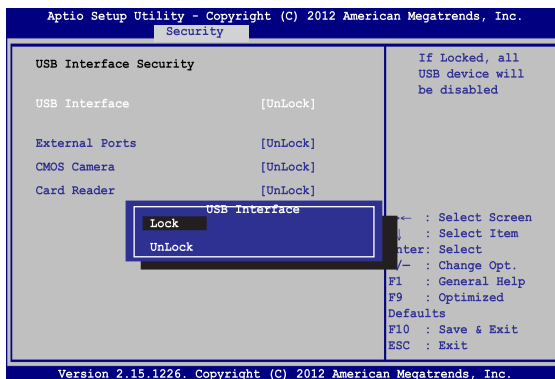 Aptio Setup Utility - Copyright (C) 2012 American Megatrends, Inc.
Security
USB Interface Security
USB Interface [UnLock]
External Ports [UnLock]
CMOS Camera [UnLock]
Card Reader [UnLock]
USB Interface
Lock
UnLock
If Locked, all
USB device will
be disabled
← : Select Screen
↓ : Select Item
nter: Select
/— : Change Opt.
F1 : General Help
F9 : Optimized
Defaults
F10 : Save & Exit
ESC : Exit
Version 2.15.1226. Copyright (C) 2012 American Megatrends, Inc.